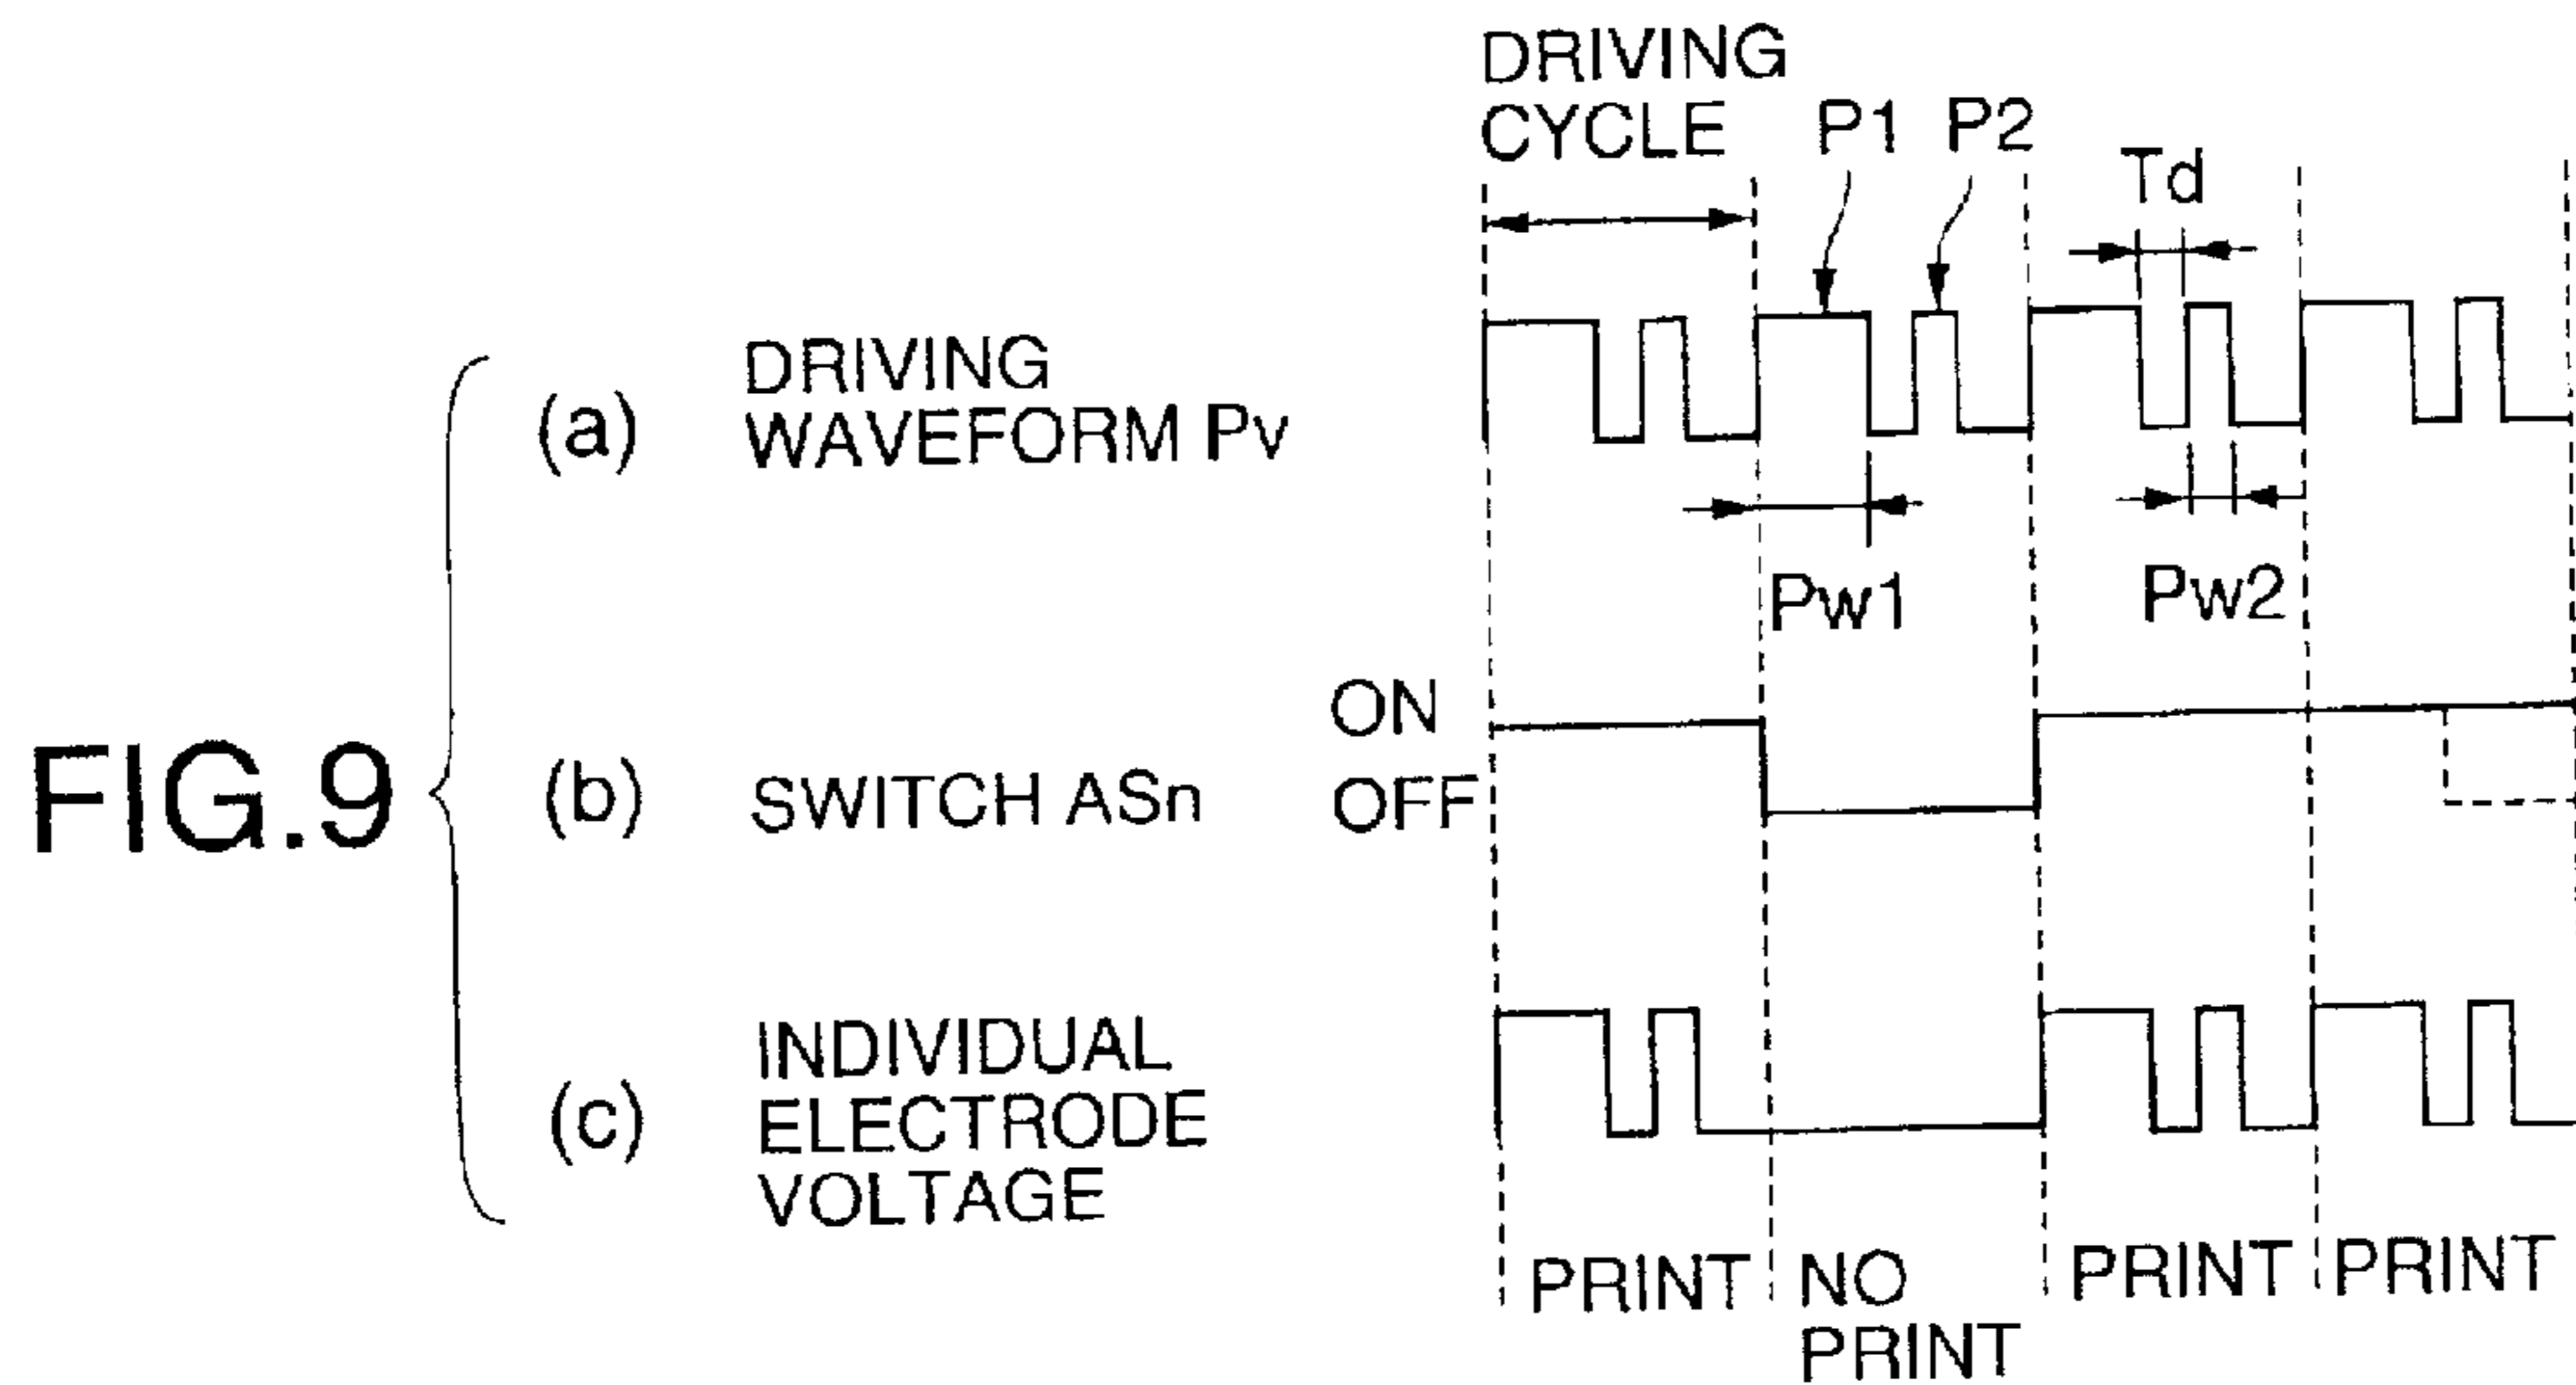 DRIVING
CYCLE
P1
P2
Td
(a)
DRIVING
WAVEFORM Pv
Pw1
Pw2
FIG.9
(b)
SWITCH ASn
ON
OFF
(c)
INDIVIDUAL
ELECTRODE
VOLTAGE
PRINT
NO
PRINT
PRINT
PRINT